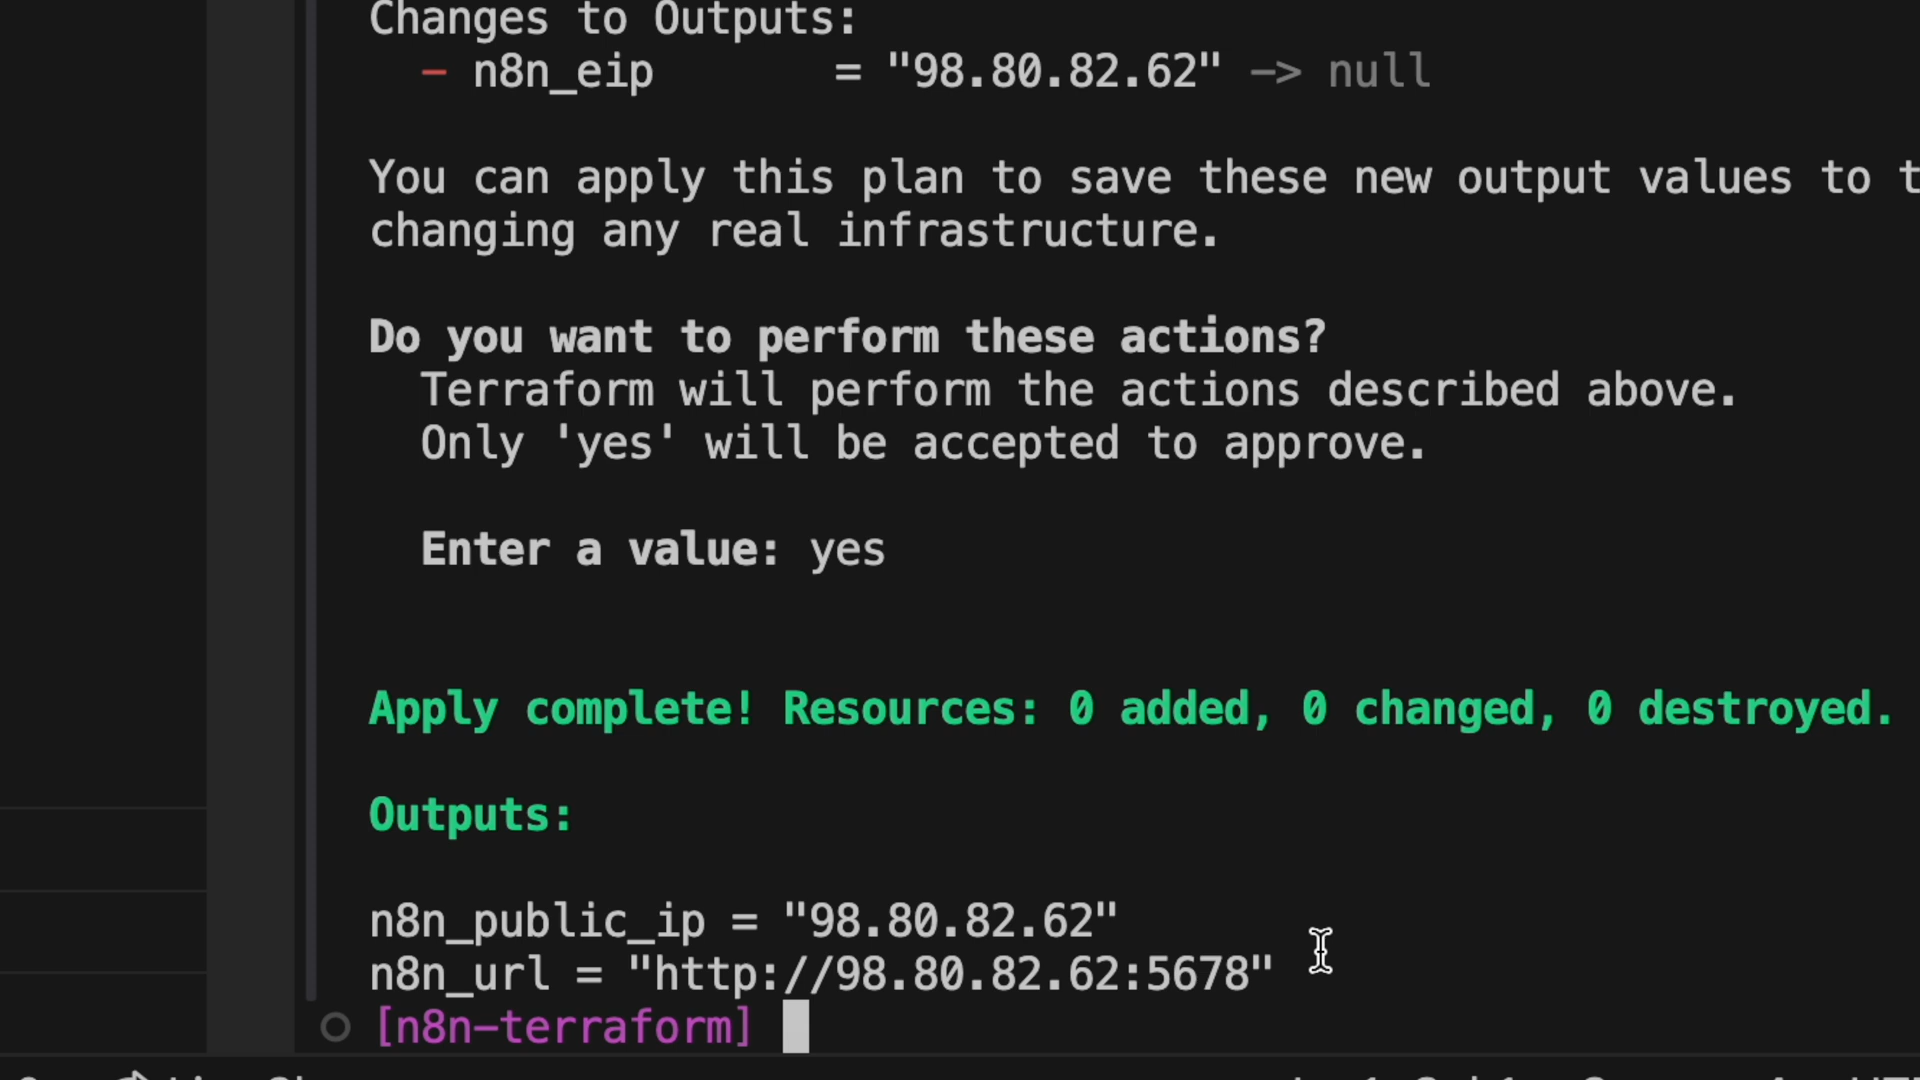 Changes to Outputs:
- n8n_eip = "98.80.82.62" -> null
You can apply this plan to save these new output values to
changing any real infrastructure.
Do you want to perform these actions?
Terraform will perform the actions described above.
Only 'yes' will be accepted to approve.
Enter a value: yes
Apply complete! Resources: 0 added, 0 changed, 0 destroyed.
Outputs:
n8n_public_ip = "98.80.82.62"
n8n_url = "http://98.80.82.62:5678"
[n8n-terraform]